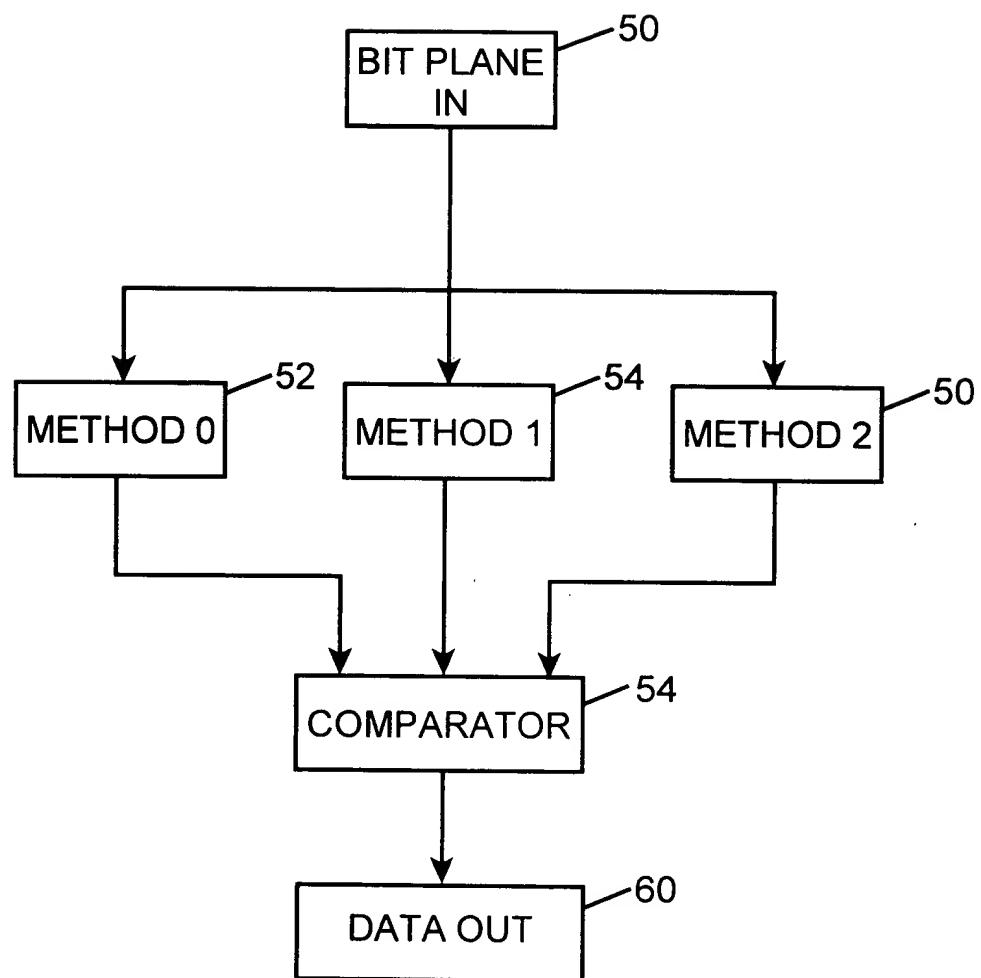 50
BIT PLANE
IN
52
54
50
METHOD 0
METHOD 1
METHOD 2
54
COMPARATOR
60
DATA OUT